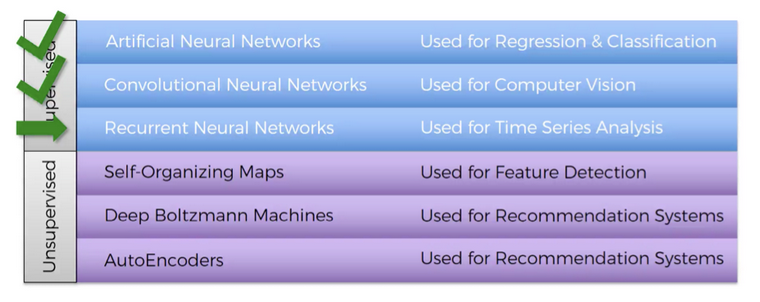 Artificial Neural Networks Used for Regression & Classification
Convolutional Neural Networks Used for Computer Vision
Recurrent Neural Networks Used for Time Series Analysis
Self-Organizing Maps Used for Feature Detection
Deep Boltzmann Machines Used for Recommendation Systems
AutoEncoders Used for Recommendation Systems
Unsupervised